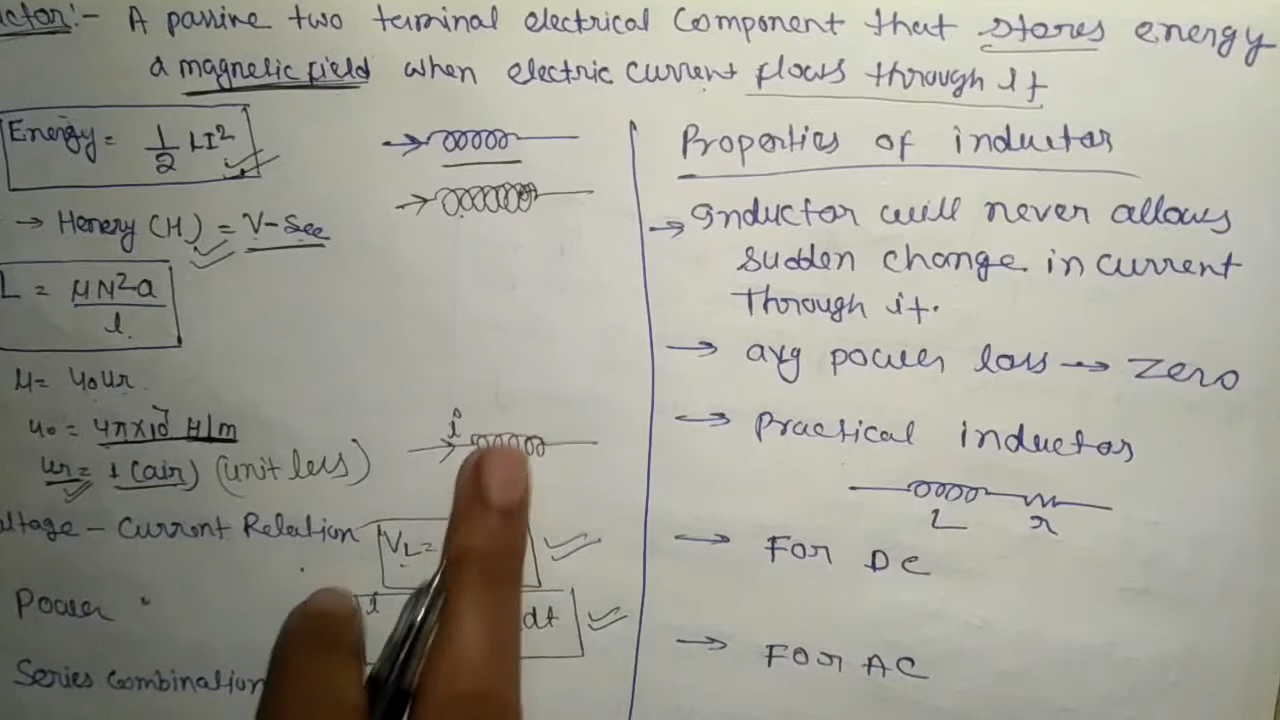 ctor:- A passive two terminal electrical component that stores energy
a magnetic field when electric current flows through it
Energy = 1/2 LI²
→ Henery (H) = V-Sec
L = μN²a / l
μ = μ0μr.
μ0 = 4π×10 H/m
μr = 1 (air) (unit less)
i
ltage - Current Relation
VL =
Power
i
dt
Series Combination
Properties of inductor
→ Inductor will never allows
sudden change in current
through it.
→ avg power loss → zero
→ Practical inductor
L r
→ For DC
→ For AC